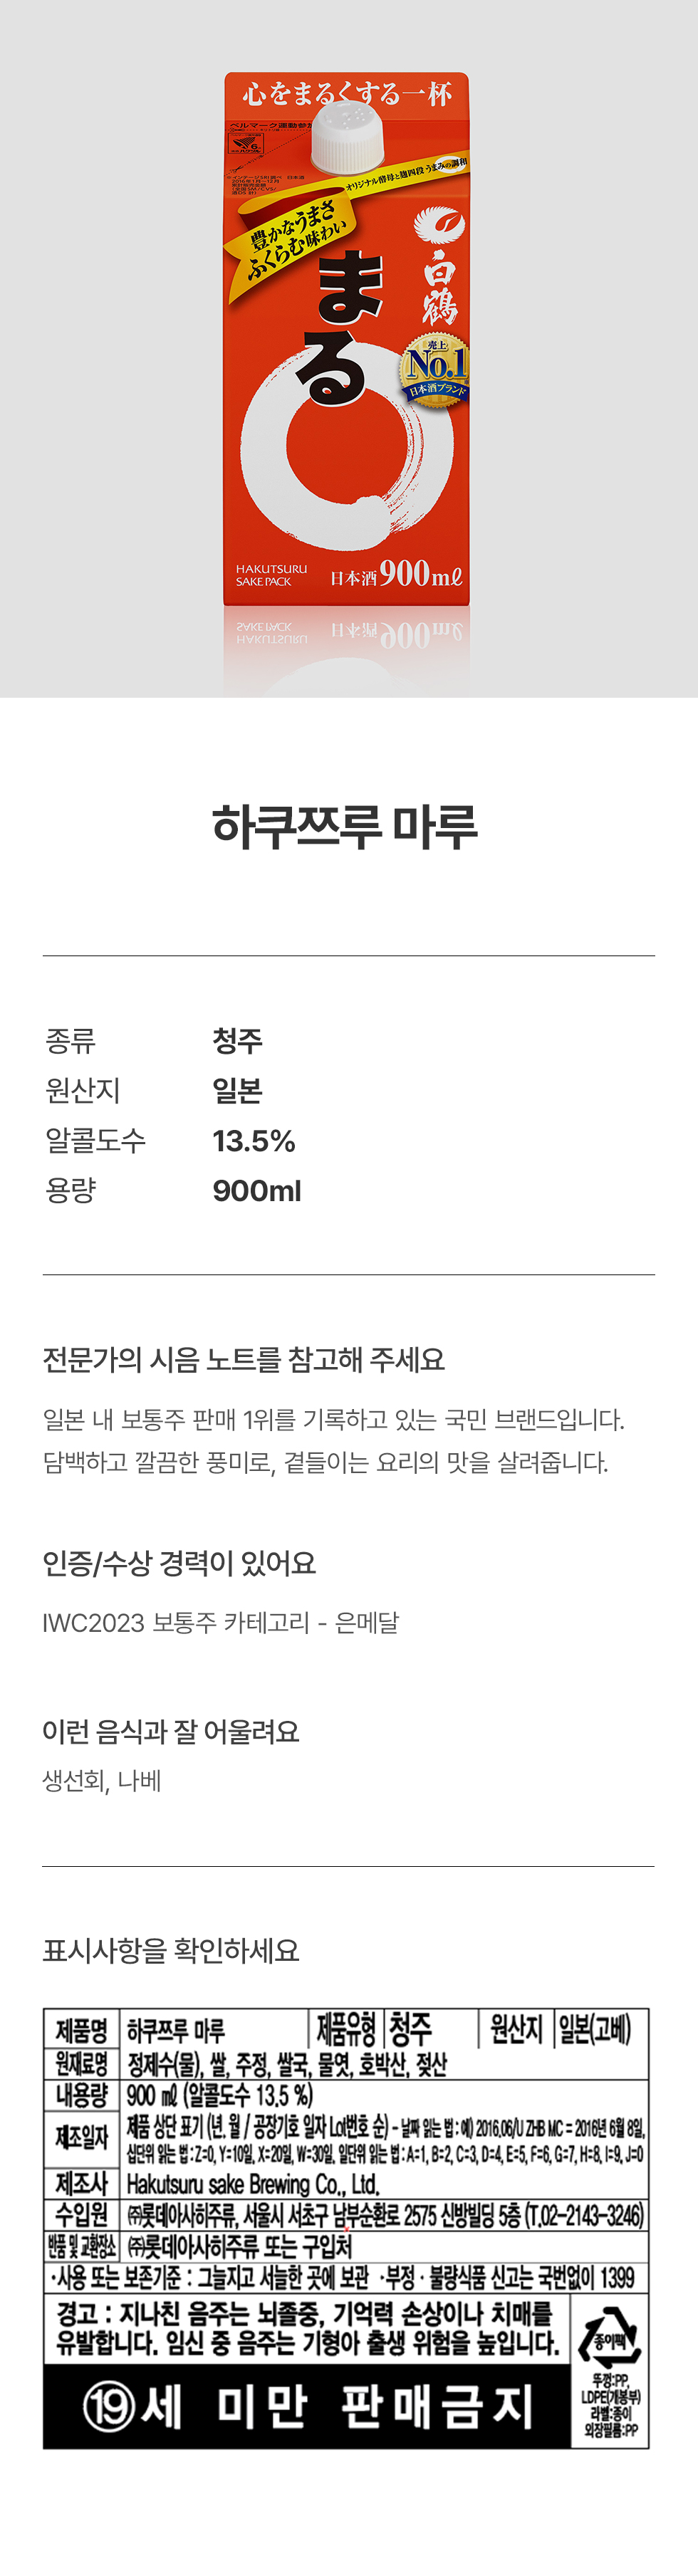 心をまるくする一杯
ベルマーク運動参加
オリジナル酵母と麹四段 うまみの調和
豊かなうまさ
ふくらむ味わい
まる
白鶴
売上
No.1
日本酒ブランド
HAKUTSURU
SAKE PACK
日本酒900mℓ
하쿠쯔루 마루
종류 청주
원산지 일본
알콜도수 13.5%
용량 900ml
전문가의 시음 노트를 참고해 주세요
일본 내 보통주 판매 1위를 기록하고 있는 국민 브랜드입니다.
담백하고 깔끔한 풍미로, 곁들이는 요리의 맛을 살려줍니다.
인증/수상 경력이 있어요
IWC2023 보통주 카테고리 - 은메달
이런 음식과 잘 어울려요
생선회, 나베
표시사항을 확인하세요
제품명 하쿠쯔루 마루 제품유형 청주 원산지 일본(고베)
원재료명 정제수(물), 쌀, 주정, 쌀국, 물엿, 호박산, 젖산
내용량 900 ㎖ (알콜도수 13.5 %)
제조일자 제품 상단 표기 (년, 월 / 공장기호 일자 Lot번호 순) - 날짜 읽는 법 : 예) 2016.06/U ZHB MC = 2016년 6월 8일,
십단위 읽는 법 : Z=0, Y=10일, X=20일, W=30일, 일단위 읽는 법 : A=1, B=2, C=3, D=4, E=5, F=6, G=7, H=8, I=9, J=0
제조사 Hakutsuru sake Brewing Co., Ltd.
수입원 ㈜롯데아사히주류, 서울시 서초구 남부순환로 2575 신방빌딩 5층 (T.02-2143-3246)
반품 및 교환장소 ㈜롯데아사히주류 또는 구입처
·사용 또는 보존기준 : 그늘지고 서늘한 곳에 보관 ·부정 · 불량식품 신고는 국번없이 1399
경고 : 지나친 음주는 뇌졸중, 기억력 손상이나 치매를
유발합니다. 임신 중 음주는 기형아 출생 위험을 높입니다.
⑲세 미만 판매금지
종이팩
뚜껑:PP,
LDPE(개봉부)
라벨:종이
외장필름:PP